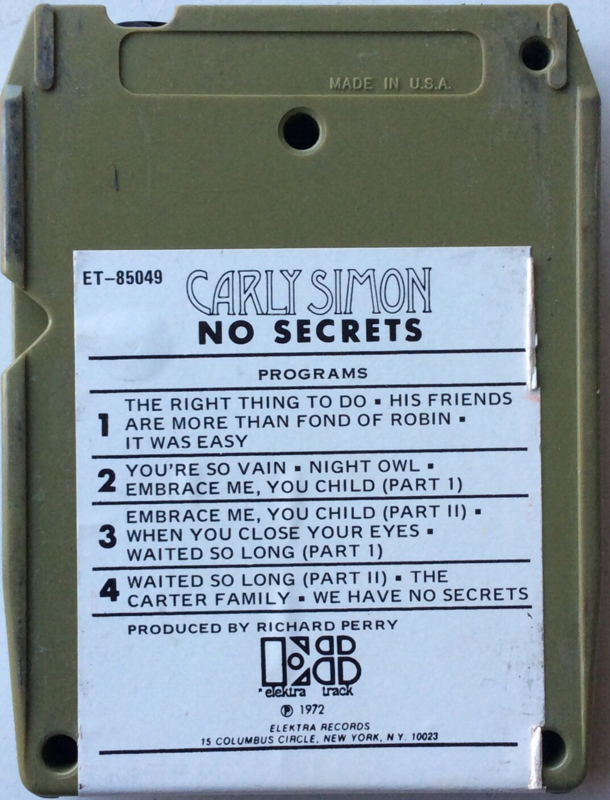 MADE IN U.S.A.
ET-85049
CARLY SIMON
NO SECRETS
PROGRAMS
1
THE RIGHT THING TO DO ▪ HIS FRIENDS
ARE MORE THAN FOND OF ROBIN ▪
IT WAS EASY
2
YOU'RE SO VAIN ▪ NIGHT OWL ▪
EMBRACE ME, YOU CHILD (PART 1)
3
EMBRACE ME, YOU CHILD (PART II) ▪
WHEN YOU CLOSE YOUR EYES ▪
WAITED SO LONG (PART 1)
4
WAITED SO LONG (PART II) ▪ THE
CARTER FAMILY ▪ WE HAVE NO SECRETS
PRODUCED BY RICHARD PERRY
elektra track
℗ 1972
ELEKTRA RECORDS
15 COLUMBUS CIRCLE, NEW YORK, N.Y. 10023